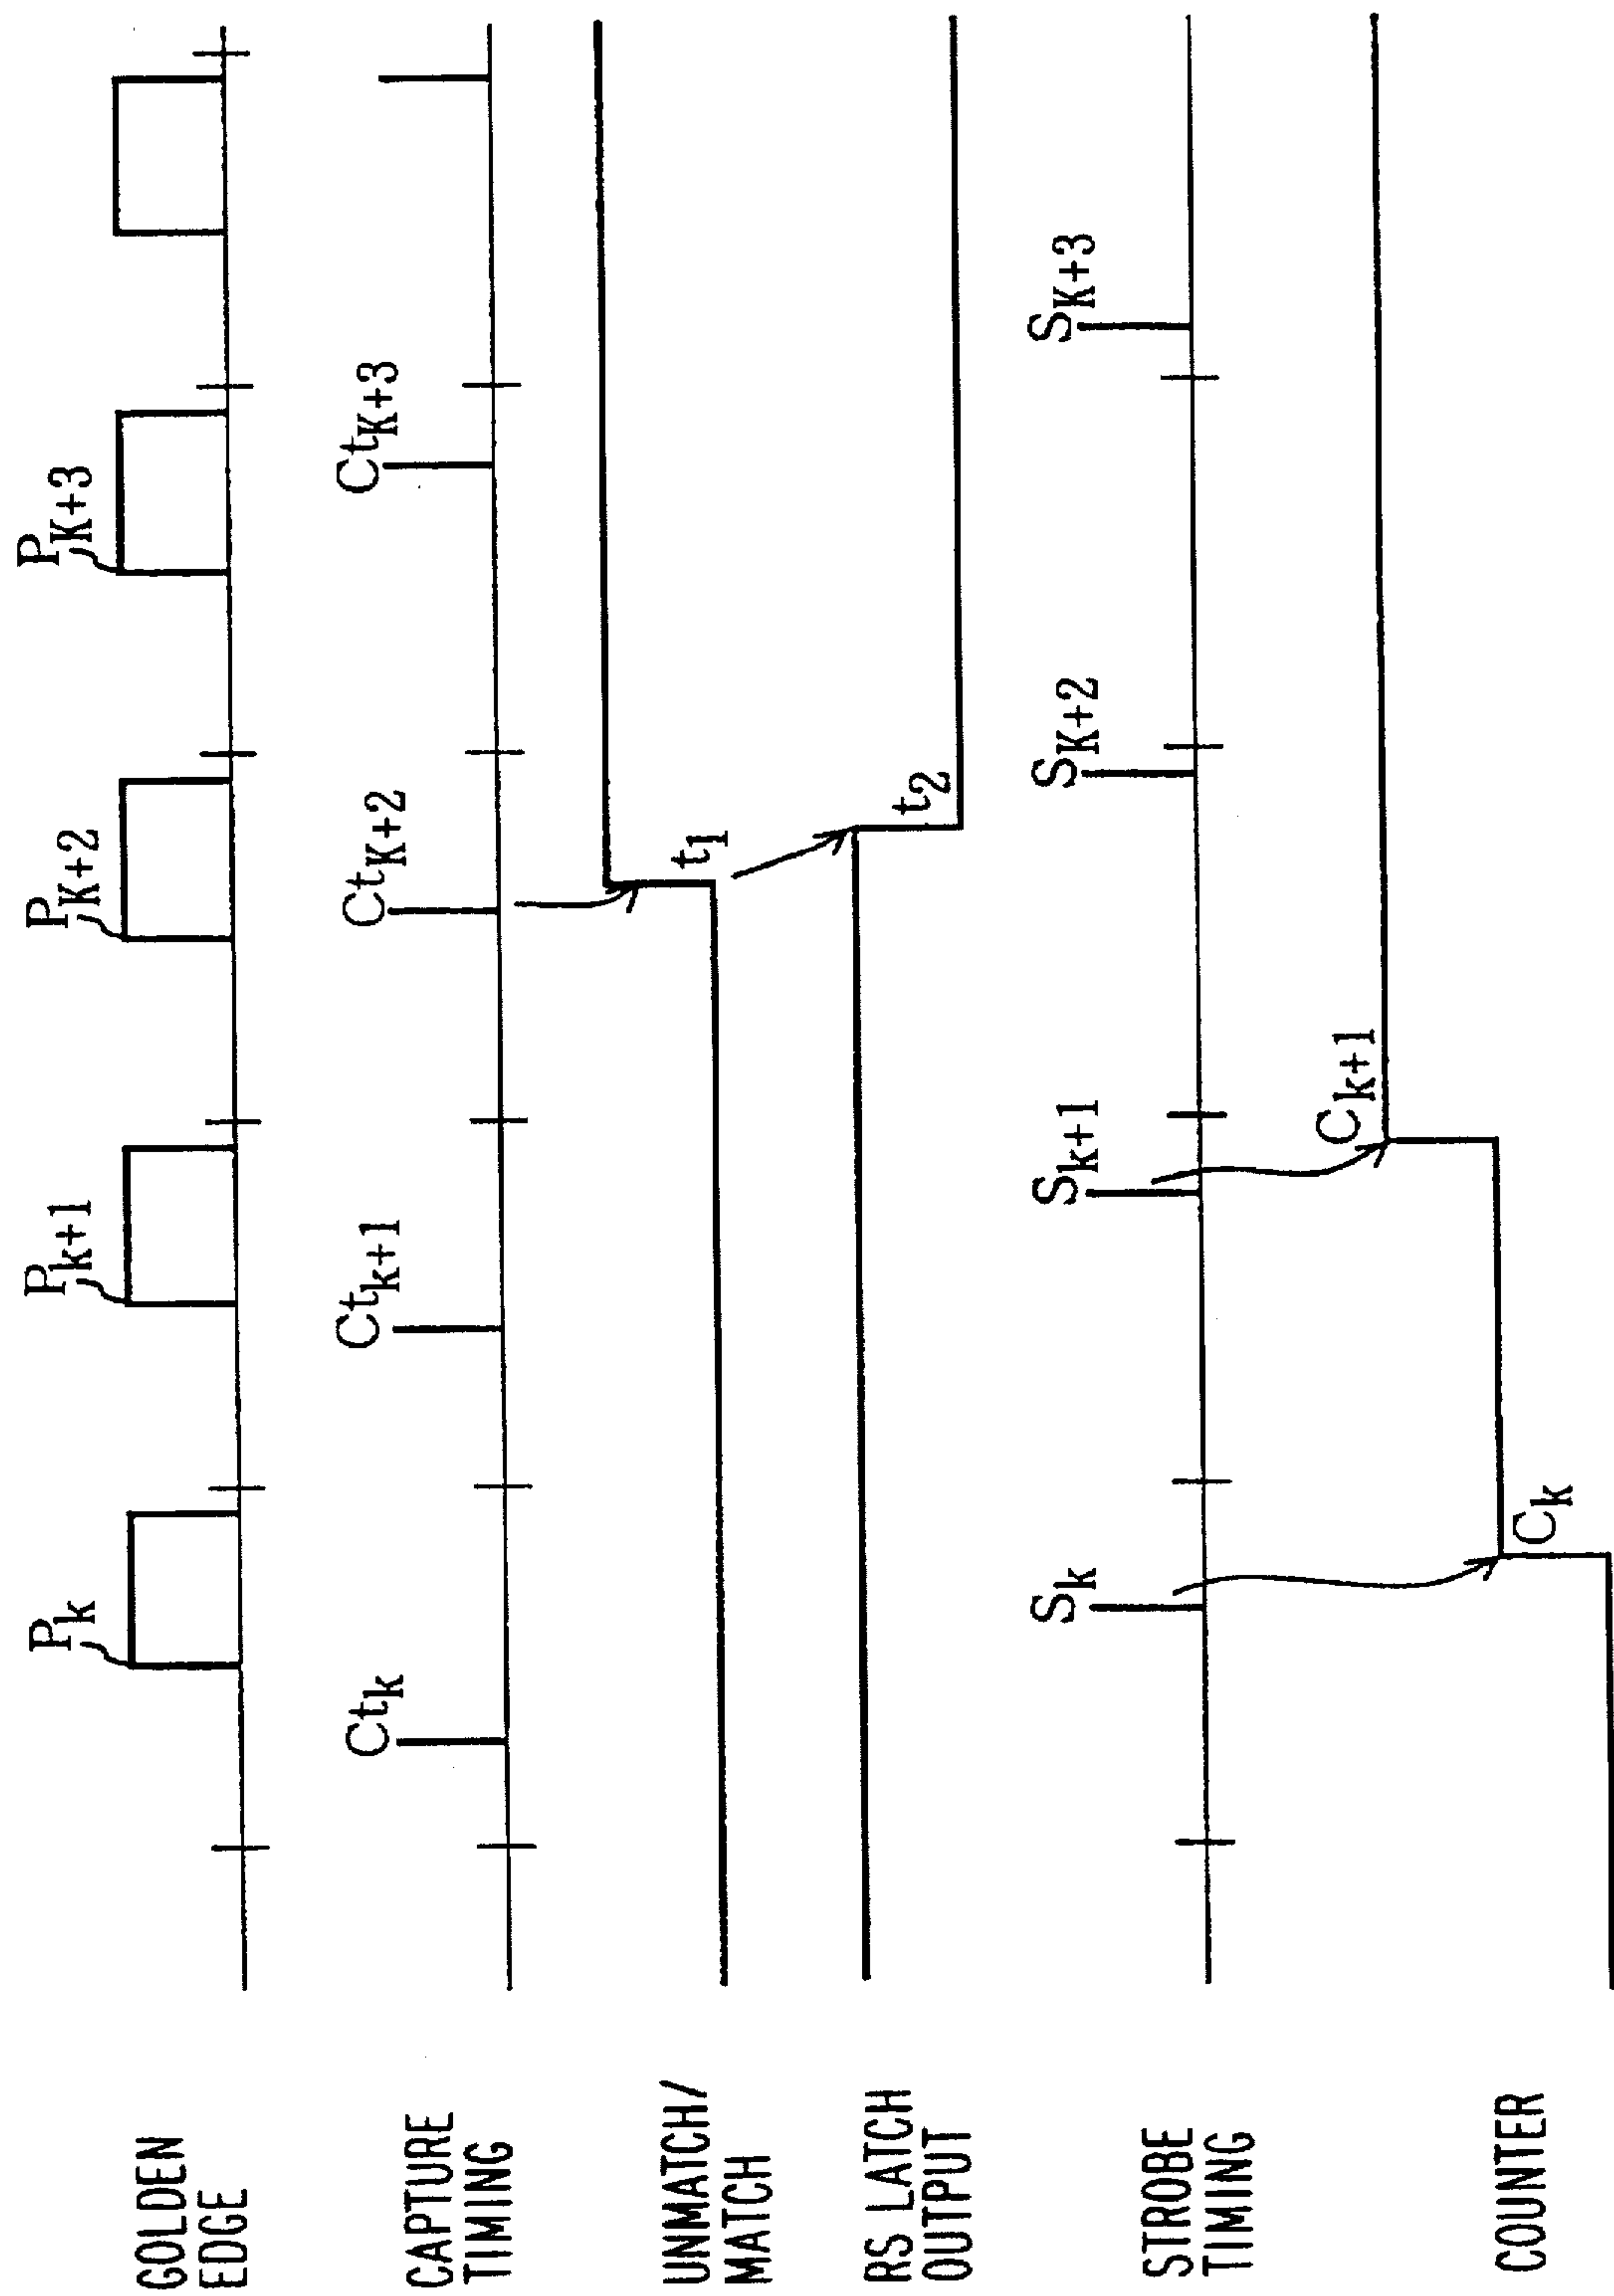 GOLDEN
EDGE
P_k
P_k+1
P_K+2
P_K+3
CAPTURE
TIMING
Ct_k
Ct_k+1
Ct_K+2
Ct_K+3
UNMATCH/
MATCH
t_1
RS LATCH
OUTPUT
t_2
STROBE
TIMING
S_k
S_k+1
S_K+2
S_K+3
COUNTER
C_k
C_k+1